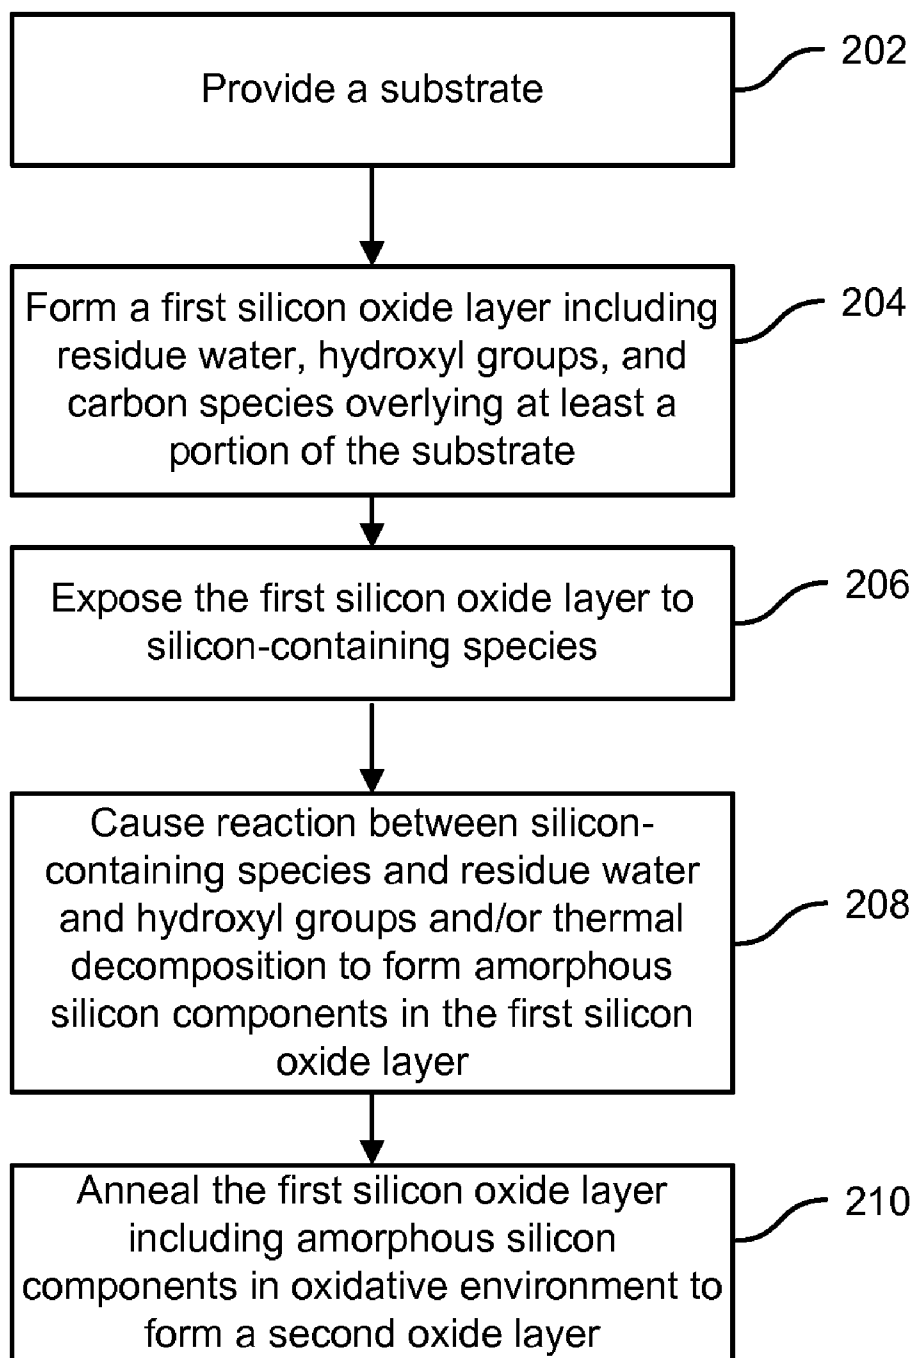 Provide a substrate
202
Form a first silicon oxide layer including
residue water, hydroxyl groups, and
carbon species overlying at least a
portion of the substrate
204
Expose the first silicon oxide layer to
silicon-containing species
206
Cause reaction between silicon-
containing species and residue water
and hydroxyl groups and/or thermal
decomposition to form amorphous
silicon components in the first silicon
oxide layer
208
Anneal the first silicon oxide layer
including amorphous silicon
components in oxidative environment to
form a second oxide layer
210